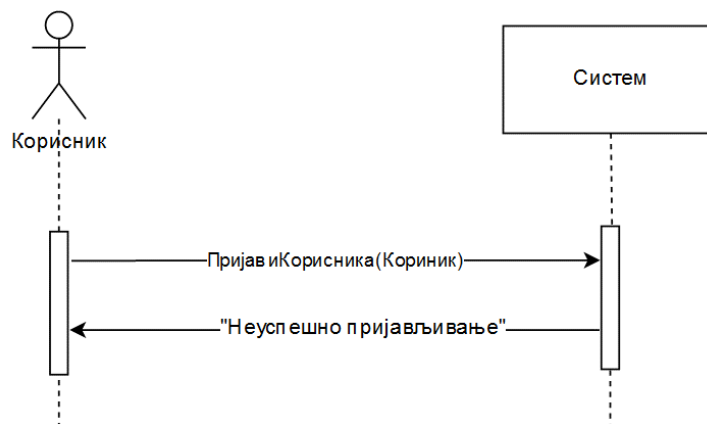 Систем
Корисник
ПријавиКорисника(Кориник)
"Неуспешно пријављивање"